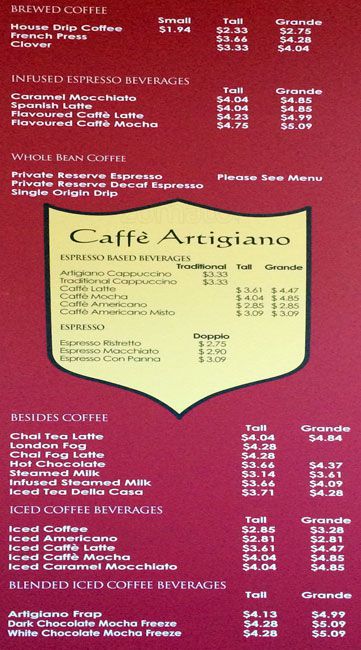 BREWED COFFEE
Small Tall Grande
House Drip Coffee $1.94 $2.33 $2.75
French Press $3.66 $4.28
Clover $3.33 $4.04
INFUSED ESPRESSO BEVERAGES
Tall Grande
Caramel Mocchiato $4.04 $4.85
Spanish Latte $4.04 $4.85
Flavoured Caffè Latte $4.23 $4.99
Flavoured Caffè Mocha $4.75 $5.09
WHOLE BEAN COFFEE
Private Reserve Espresso Please See Menu
Private Reserve Decaf Espresso
Single Origin Drip
Caffè Artigiano
ESPRESSO BASED BEVERAGES
Traditional Tall Grande
Artigiano Cappuccino $3.33
Traditional Cappuccino $3.33
Caffè Latte $3.61 $4.47
Caffè Mocha $4.04 $4.85
Caffè Americano $2.85 $2.85
Caffè Americano Misto $3.09 $3.09
ESPRESSO
Doppio
Espresso Ristretto $2.75
Espresso Macchiato $2.90
Espresso Con Panna $3.09
BESIDES COFFEE
Tall Grande
Chai Tea Latte $4.04 $4.84
London Fog $4.28
Chai Fog Latte $4.28
Hot Chocolate $3.66 $4.37
Steamed Milk $3.14 $3.61
Infused Steamed Milk $3.66 $4.09
Iced Tea Della Casa $3.71 $4.28
ICED COFFEE BEVERAGES
Tall Grande
Iced Coffee $2.85 $3.28
Iced Americano $2.81 $2.81
Iced Caffè Latte $3.61 $4.47
Iced Caffè Mocha $4.04 $4.85
Iced Caramel Mocchiato $4.04 $4.85
BLENDED ICED COFFEE BEVERAGES
Tall Grande
Artigiano Frap $4.13 $4.99
Dark Chocolate Mocha Freeze $4.28 $5.09
White Chocolate Mocha Freeze $4.28 $5.09